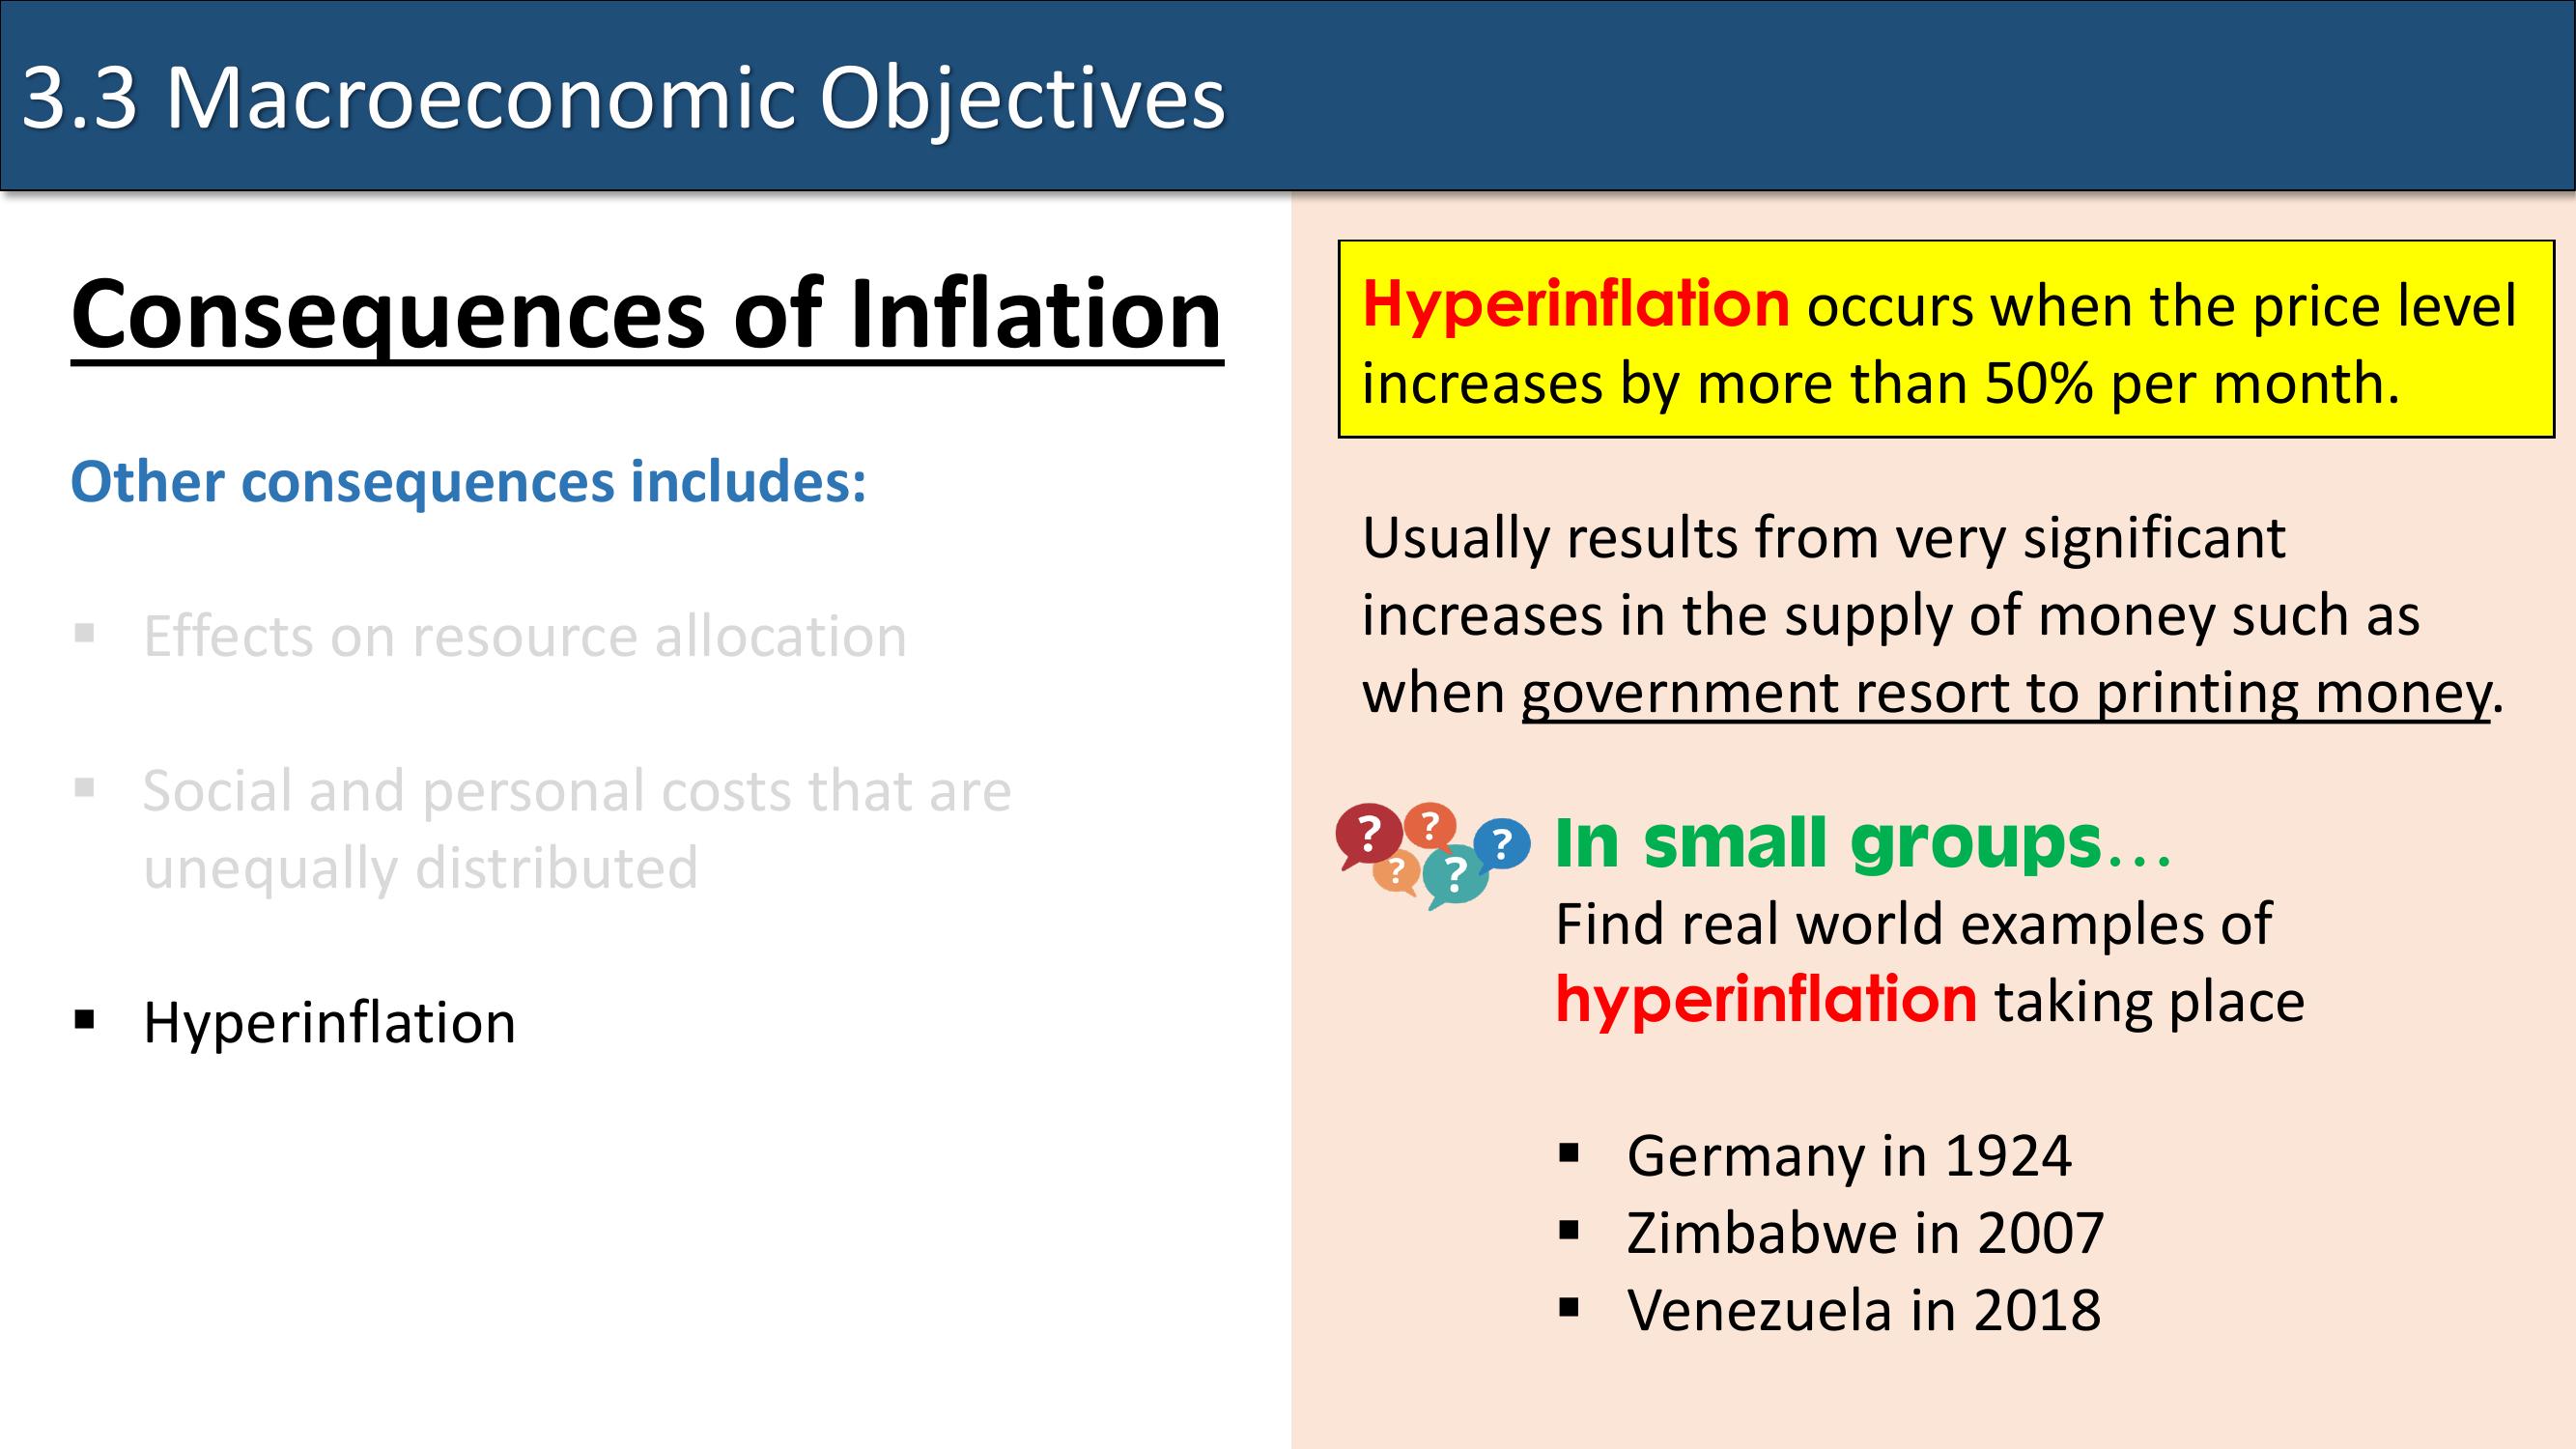 3.3 Macroeconomic Objectives
Consequences of Inflation
Other consequences includes:
▪ Effects on resource allocation
▪ Social and personal costs that are
unequally distributed
▪ Hyperinflation
Hyperinflation occurs when the price level
increases by more than 50% per month.
Usually results from very significant
increases in the supply of money such as
when government resort to printing money.
? ? ? ? ?
In small groups…
Find real world examples of
hyperinflation taking place
▪ Germany in 1924
▪ Zimbabwe in 2007
▪ Venezuela in 2018